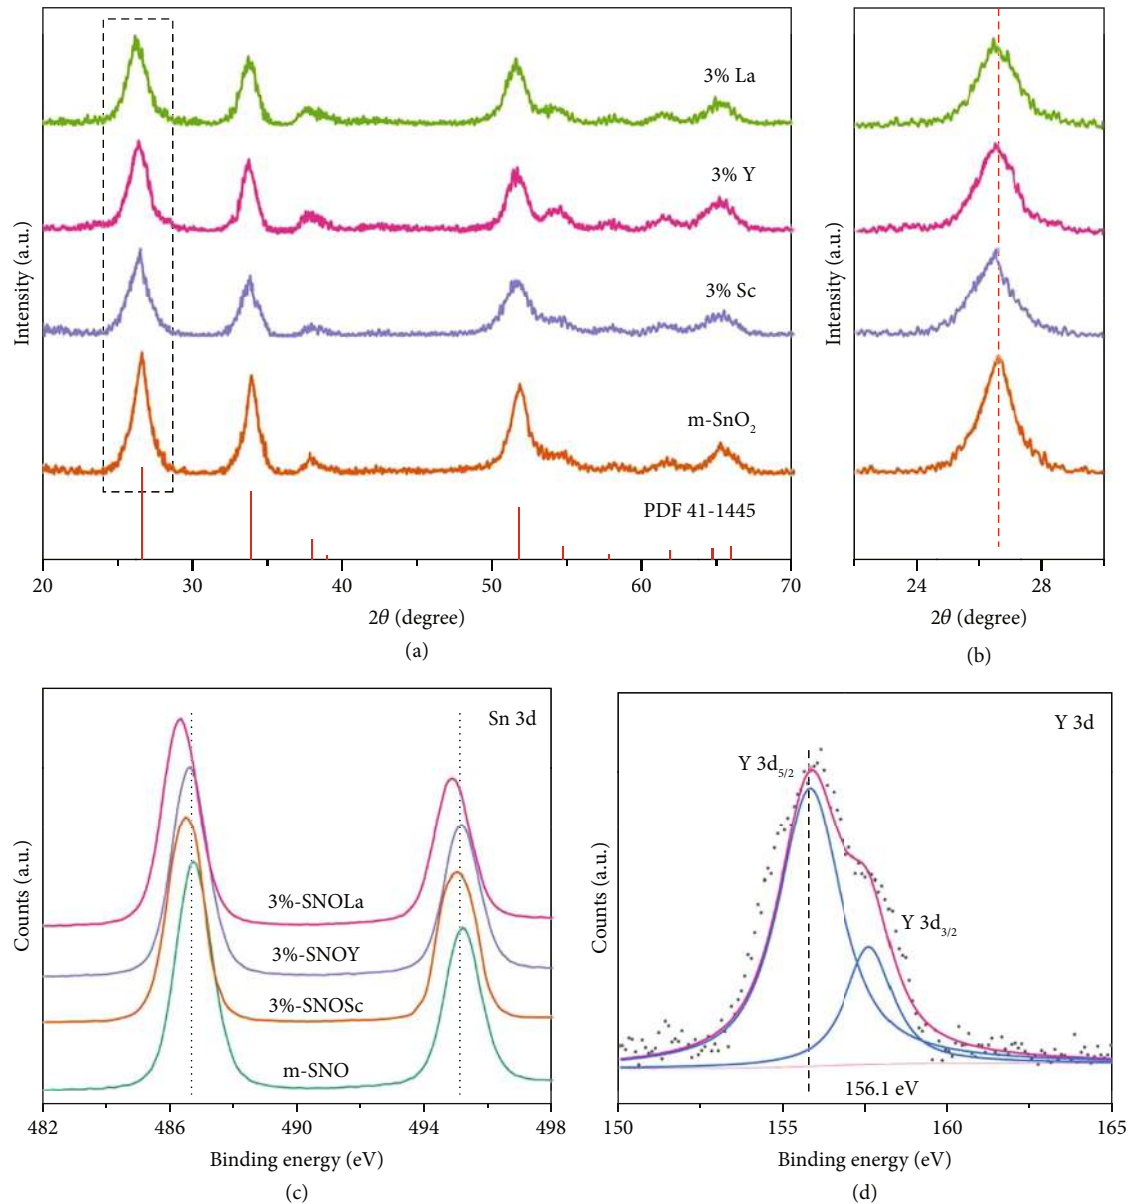 Intensity (a.u.)
3% La
3% Y
3% Sc
m-SnO₂
PDF 41-1445
20 30 40 50 60 70
2θ (degree)
(a)
Intensity (a.u.)
24 28
2θ (degree)
(b)
Counts (a.u.)
Sn 3d
3%-SNOLa
3%-SNOY
3%-SNOSc
m-SNO
482 486 490 494 498
Binding energy (eV)
(c)
Counts (a.u.)
Y 3d
Y 3d₅/₂
Y 3d₃/₂
156.1 eV
150 155 160 165
Binding energy (eV)
(d)